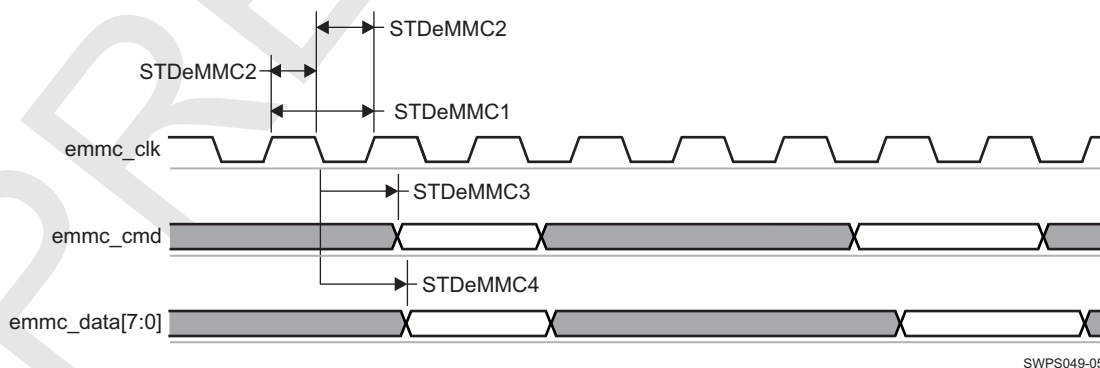 STDeMMC2
STDeMMC2
STDeMMC1
emmc_clk
STDeMMC3
emmc_cmd
STDeMMC4
emmc_data[7:0]
SWPS049-05